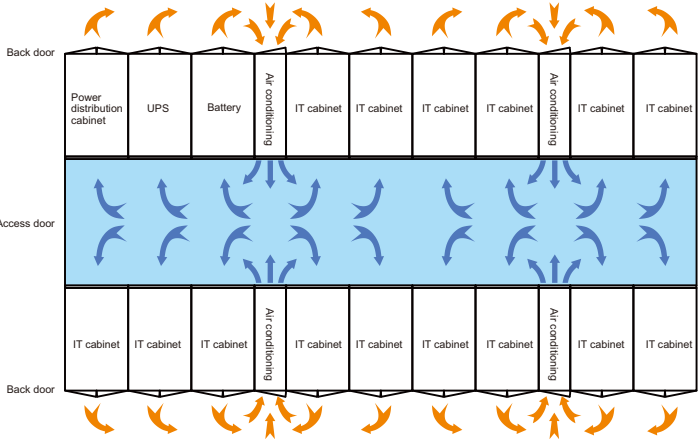 Back door
Power
distribution
cabinet
UPS
Battery
Air conditioning
IT cabinet
IT cabinet
IT cabinet
IT cabinet
Air conditioning
IT cabinet
IT cabinet
Access door
IT cabinet
IT cabinet
IT cabinet
Air conditioning
IT cabinet
IT cabinet
IT cabinet
IT cabinet
Air conditioning
IT cabinet
IT cabinet
Back door